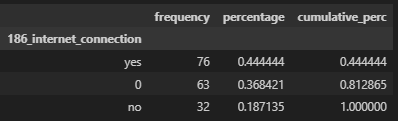 frequency percentage cumulative_perc
186_internet_connection
yes 76 0.444444 0.444444
0 63 0.368421 0.812865
no 32 0.187135 1.000000